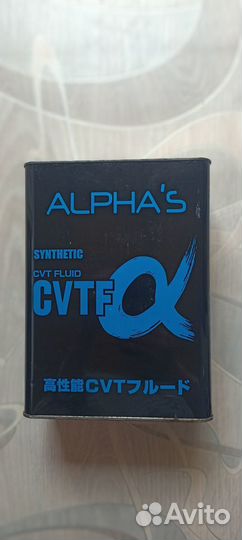 ALPHA'S
SYNTHETIC
CVT FLUID
CVTF α
高性能CVTフルード
Avito